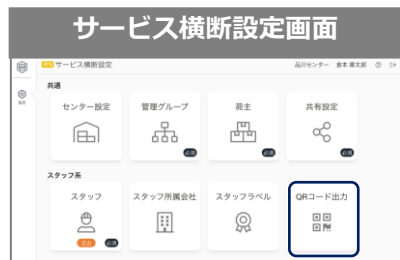 サービス横断設定画面
サービス横断設定
品川センター 倉本 庫太郎
設定
共通
センター設定 管理グループ 荷主 共有設定
必須 必須 必須
スタッフ系
スタッフ スタッフ所属会社 スタッフラベル QRコード出力
必須